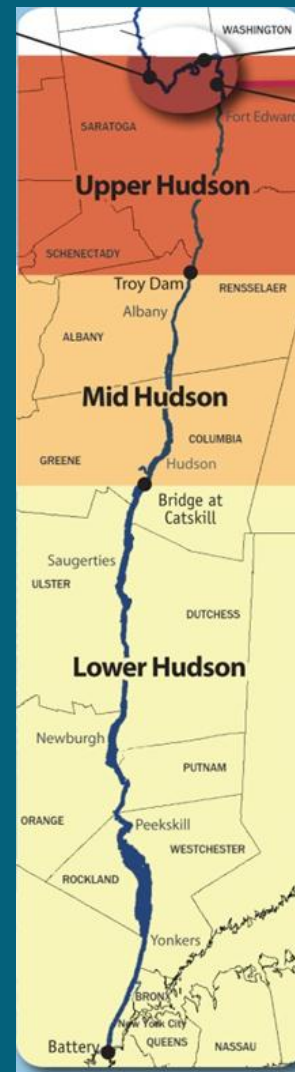 WASHINGTON
Fort Edward
SARATOGA
Upper Hudson
SCHENECTADY
Troy Dam
RENSSELAER
Albany
ALBANY
Mid Hudson
COLUMBIA
GREENE
Hudson
Bridge at
Catskill
Saugerties
ULSTER
DUTCHESS
Lower Hudson
Newburgh
PUTNAM
ORANGE
Peekskill
WESTCHESTER
ROCKLAND
Yonkers
BRONX
New York City
Battery
QUEENS
NASSAU